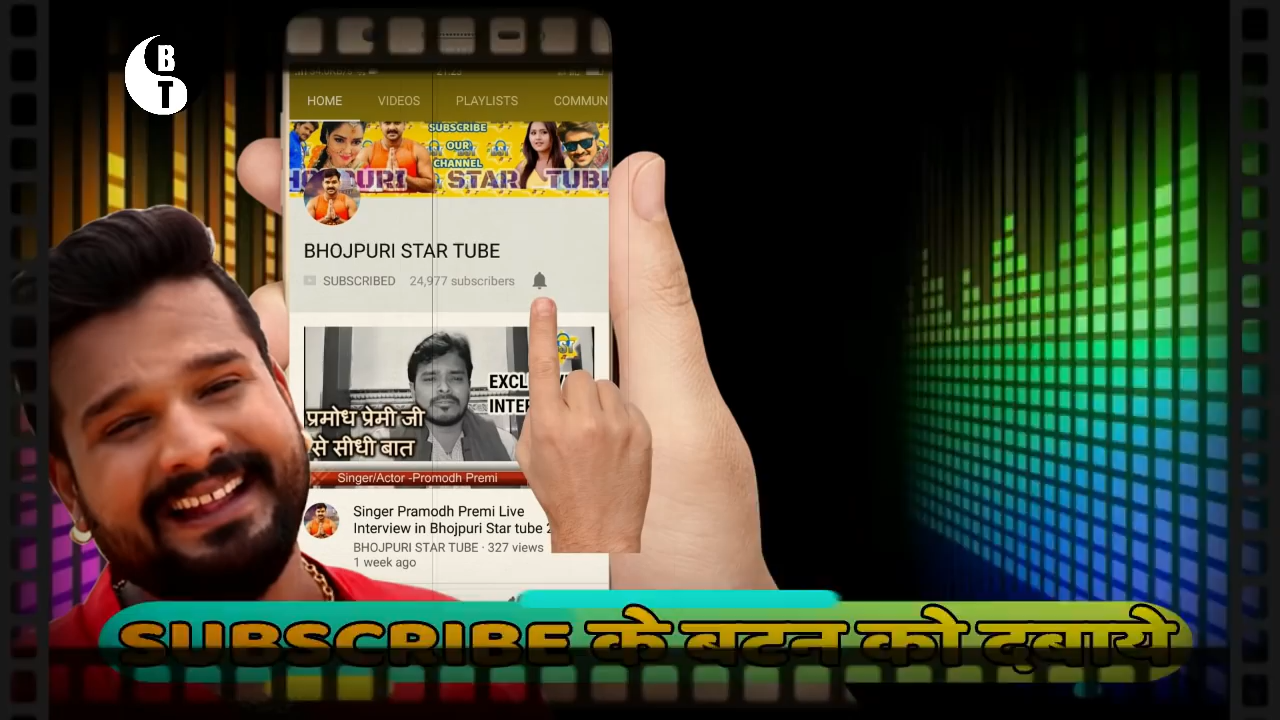 B
T
HOME VIDEOS PLAYLISTS COMMUN
SUBSCRIBE
OUR
CHANNEL
STAR TUB
BHOJPURI STAR TUBE
SUBSCRIBED 24,977 subscribers
प्रमोध प्रेमी जी
से सीधी बात
Singer/Actor -Promodh Premi
Singer Pramodh Premi Live
Interview in Bhojpuri Star tube
BHOJPURI STAR TUBE · 327 views
1 week ago
SUBSCRIBE के बटन को दबाये